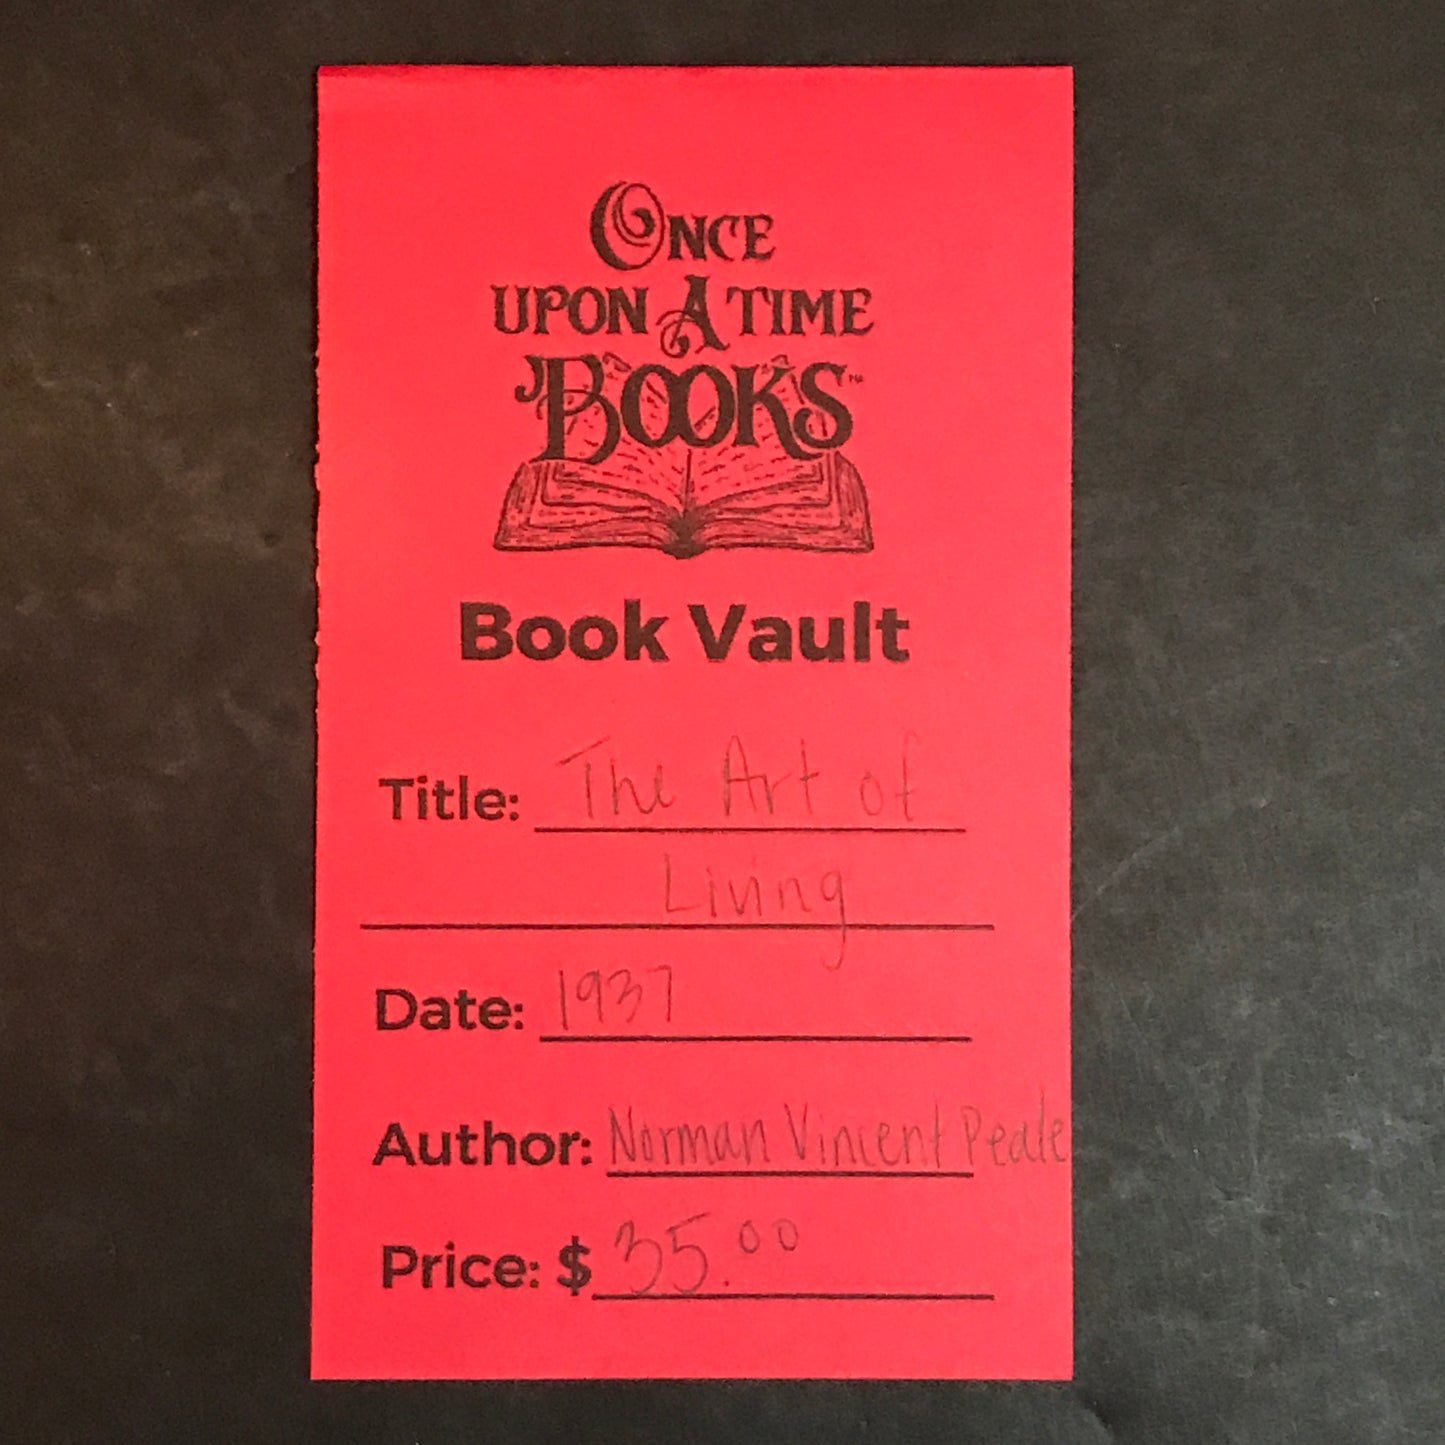 ONCE
UPON A TIME
BOOKS™
Book Vault
Title: The Art of
Living
Date: 1937
Author: Norman Vincent Peale
Price: $ 35.00